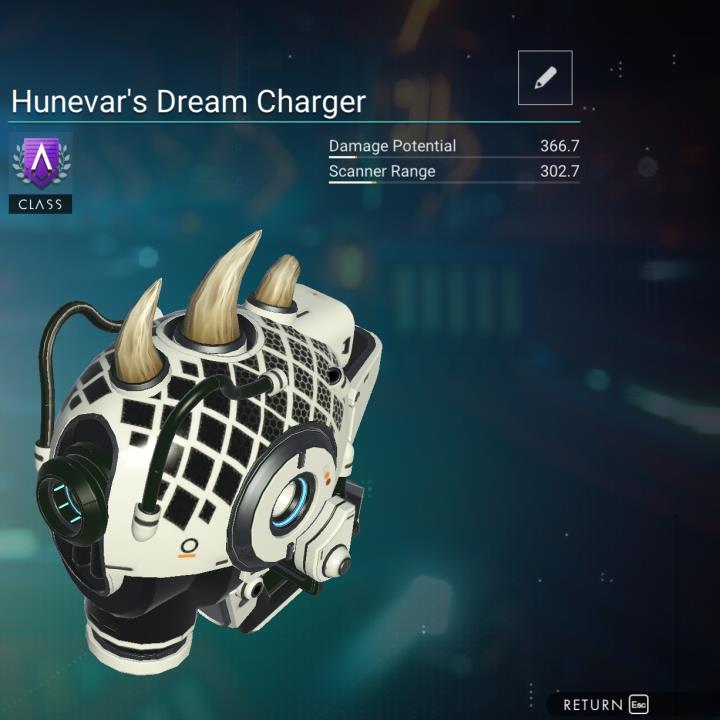 Hunevar's Dream Charger
Damage Potential 366.7
Scanner Range 302.7
A
CLASS
RETURN Esc